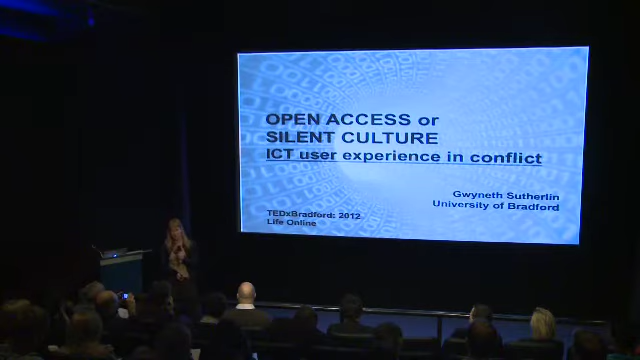 OPEN ACCESS or
SILENT CULTURE
ICT user experience in conflict
Gwyneth Sutherlin
University of Bradford
TEDxBradford: 2012
Life Online